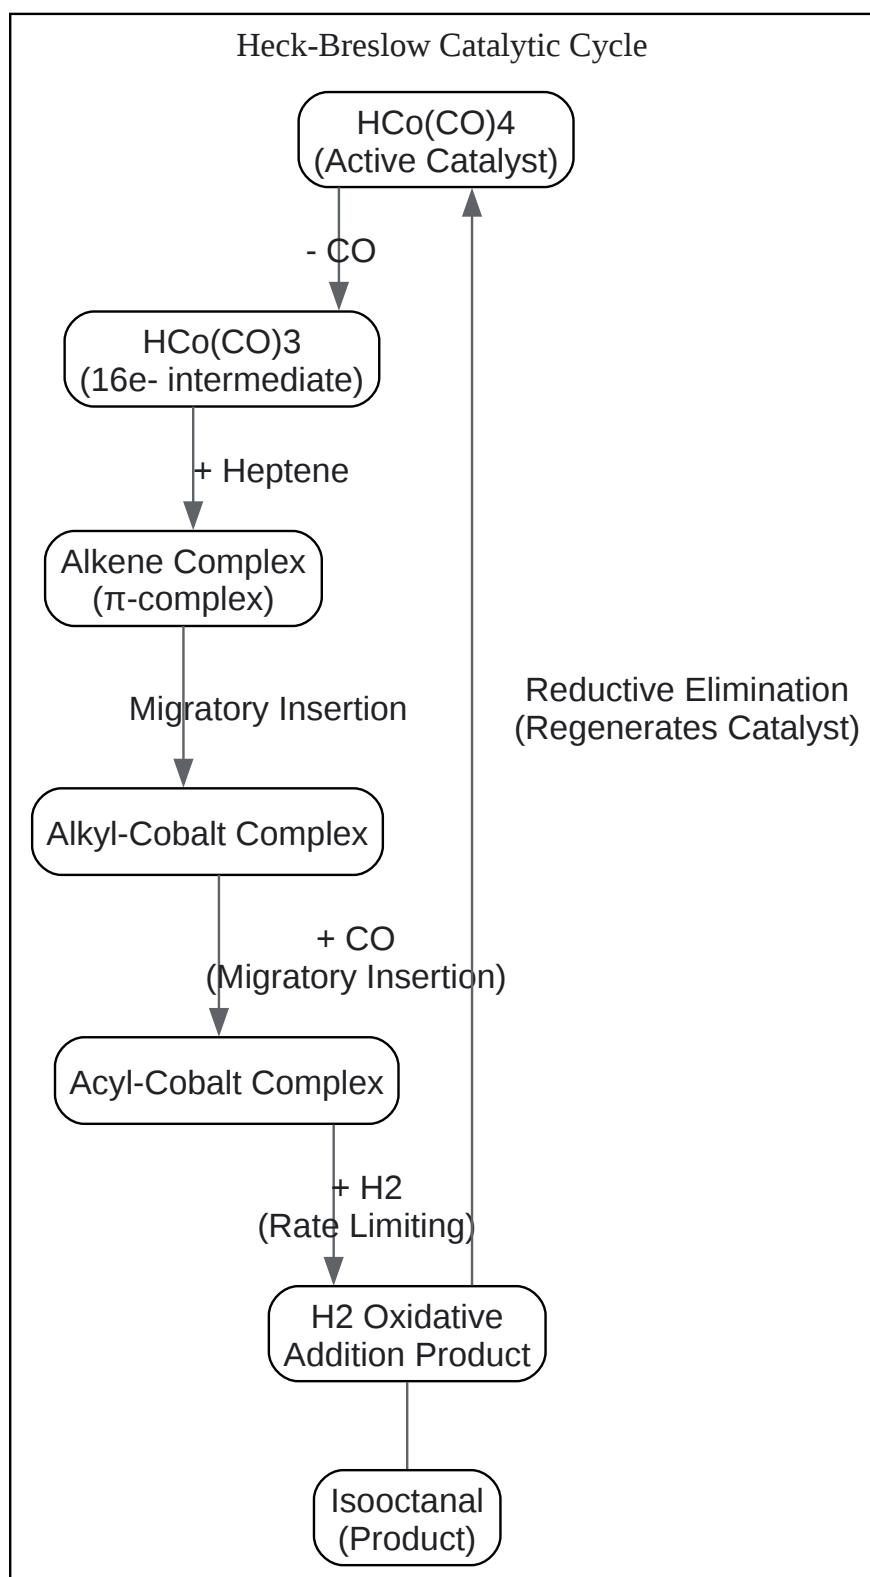 Heck-Breslow Catalytic Cycle
HCo(CO)4
(Active Catalyst)
- CO
HCo(CO)3
(16e- intermediate)
+ Heptene
Alkene Complex
(π-complex)
Migratory Insertion
Reductive Elimination
(Regenerates Catalyst)
Alkyl-Cobalt Complex
+ CO
(Migratory Insertion)
Acyl-Cobalt Complex
+ H2
(Rate Limiting)
H2 Oxidative
Addition Product
Isooctanal
(Product)